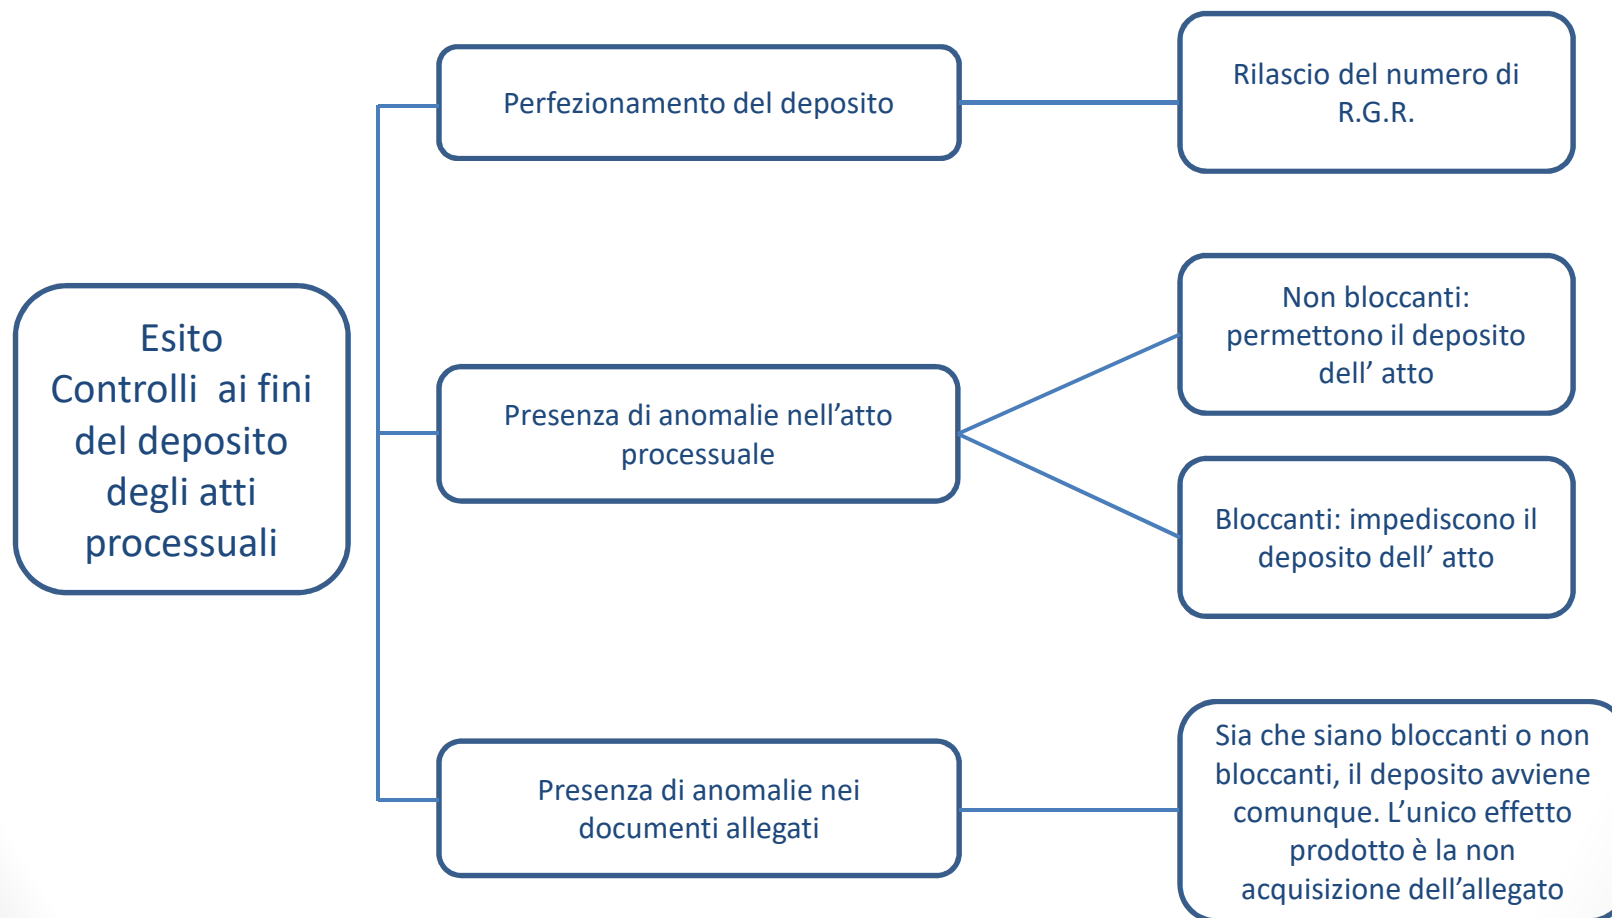 Esito
Controlli  ai fini
del deposito
degli atti
processuali
Perfezionamento del deposito
Rilascio del numero di
R.G.R.
Presenza di anomalie nell’atto
processuale
Non bloccanti:
permettono il deposito
dell’ atto
Bloccanti: impediscono il
deposito dell’ atto
Presenza di anomalie nei
documenti allegati
Sia che siano bloccanti o non
bloccanti, il deposito avviene
comunque. L’unico effetto
prodotto è la non
acquisizione dell’allegato